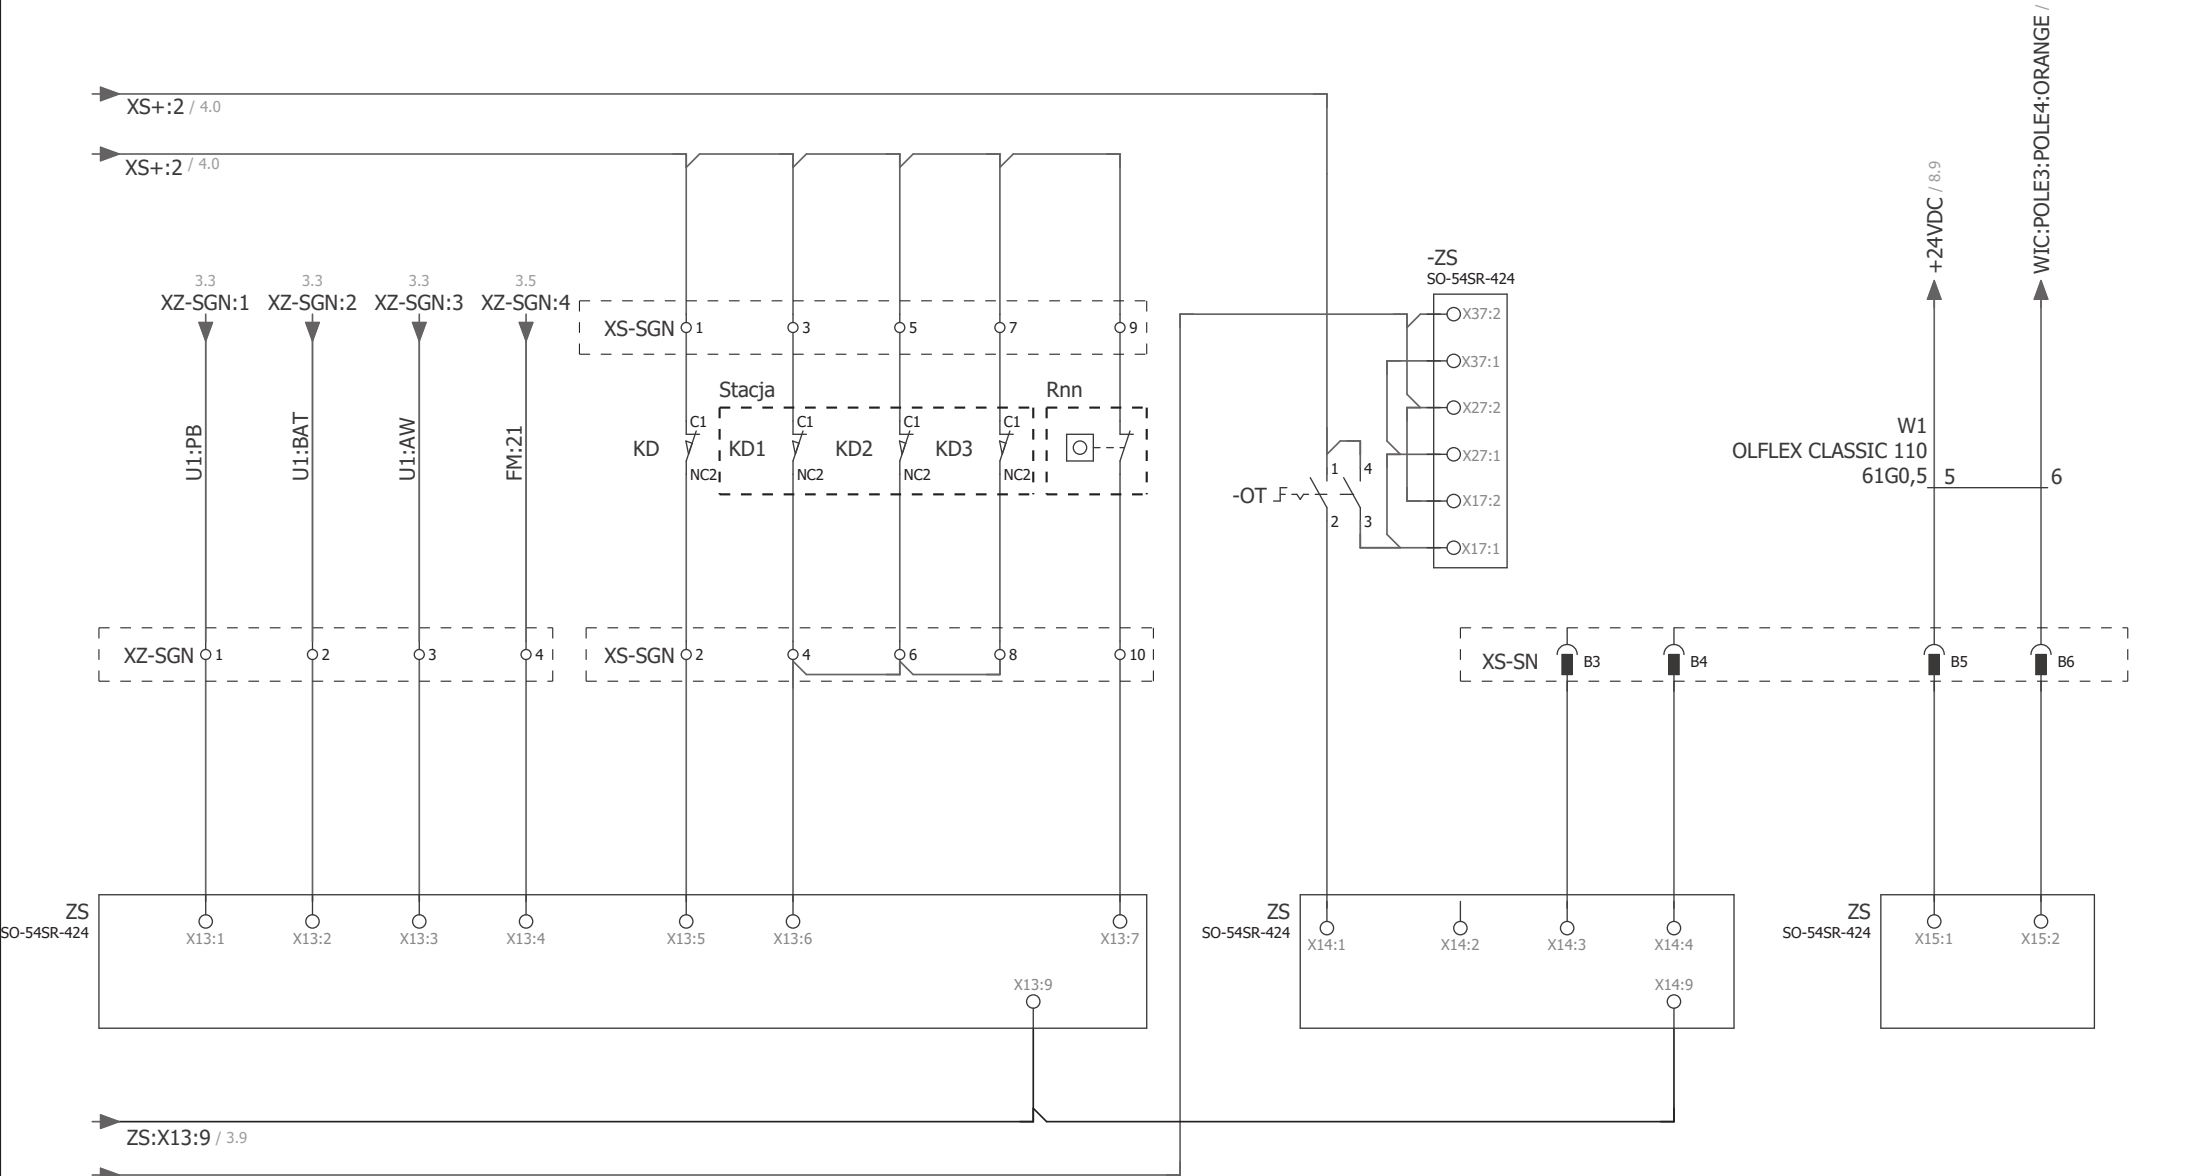 XS+:2 / 4.0
XS+:2 / 4.0
WIC:POLE3:POLE4:ORANGE /
+24VDC / 8.9
-ZS
SO-54SR-424
3.3
3.3
3.3
3.5
XZ-SGN:1
XZ-SGN:2
XZ-SGN:3
XZ-SGN:4
XS-SGN 1 3 5 7 9
X37:2
X37:1
X27:2
X27:1
X17:2
X17:1
Stacja
Rnn
U1:PB
U1:BAT
U1:AW
FM:21
KD C1 NC2
KD1 C1 NC2
KD2 C1 NC2
KD3 C1 NC2
-OT
1 4
2 3
W1
OLFLEX CLASSIC 110
61G0,5 5 6
XZ-SGN 1 2 3 4
XS-SGN 2 4 6 8 10
XS-SN B3 B4 B5 B6
ZS
SO-54SR-424
X13:1 X13:2 X13:3 X13:4 X13:5 X13:6 X13:7
X13:9
ZS
SO-54SR-424
X14:1 X14:2 X14:3 X14:4
X14:9
ZS
SO-54SR-424
X15:1 X15:2
ZS:X13:9 / 3.9